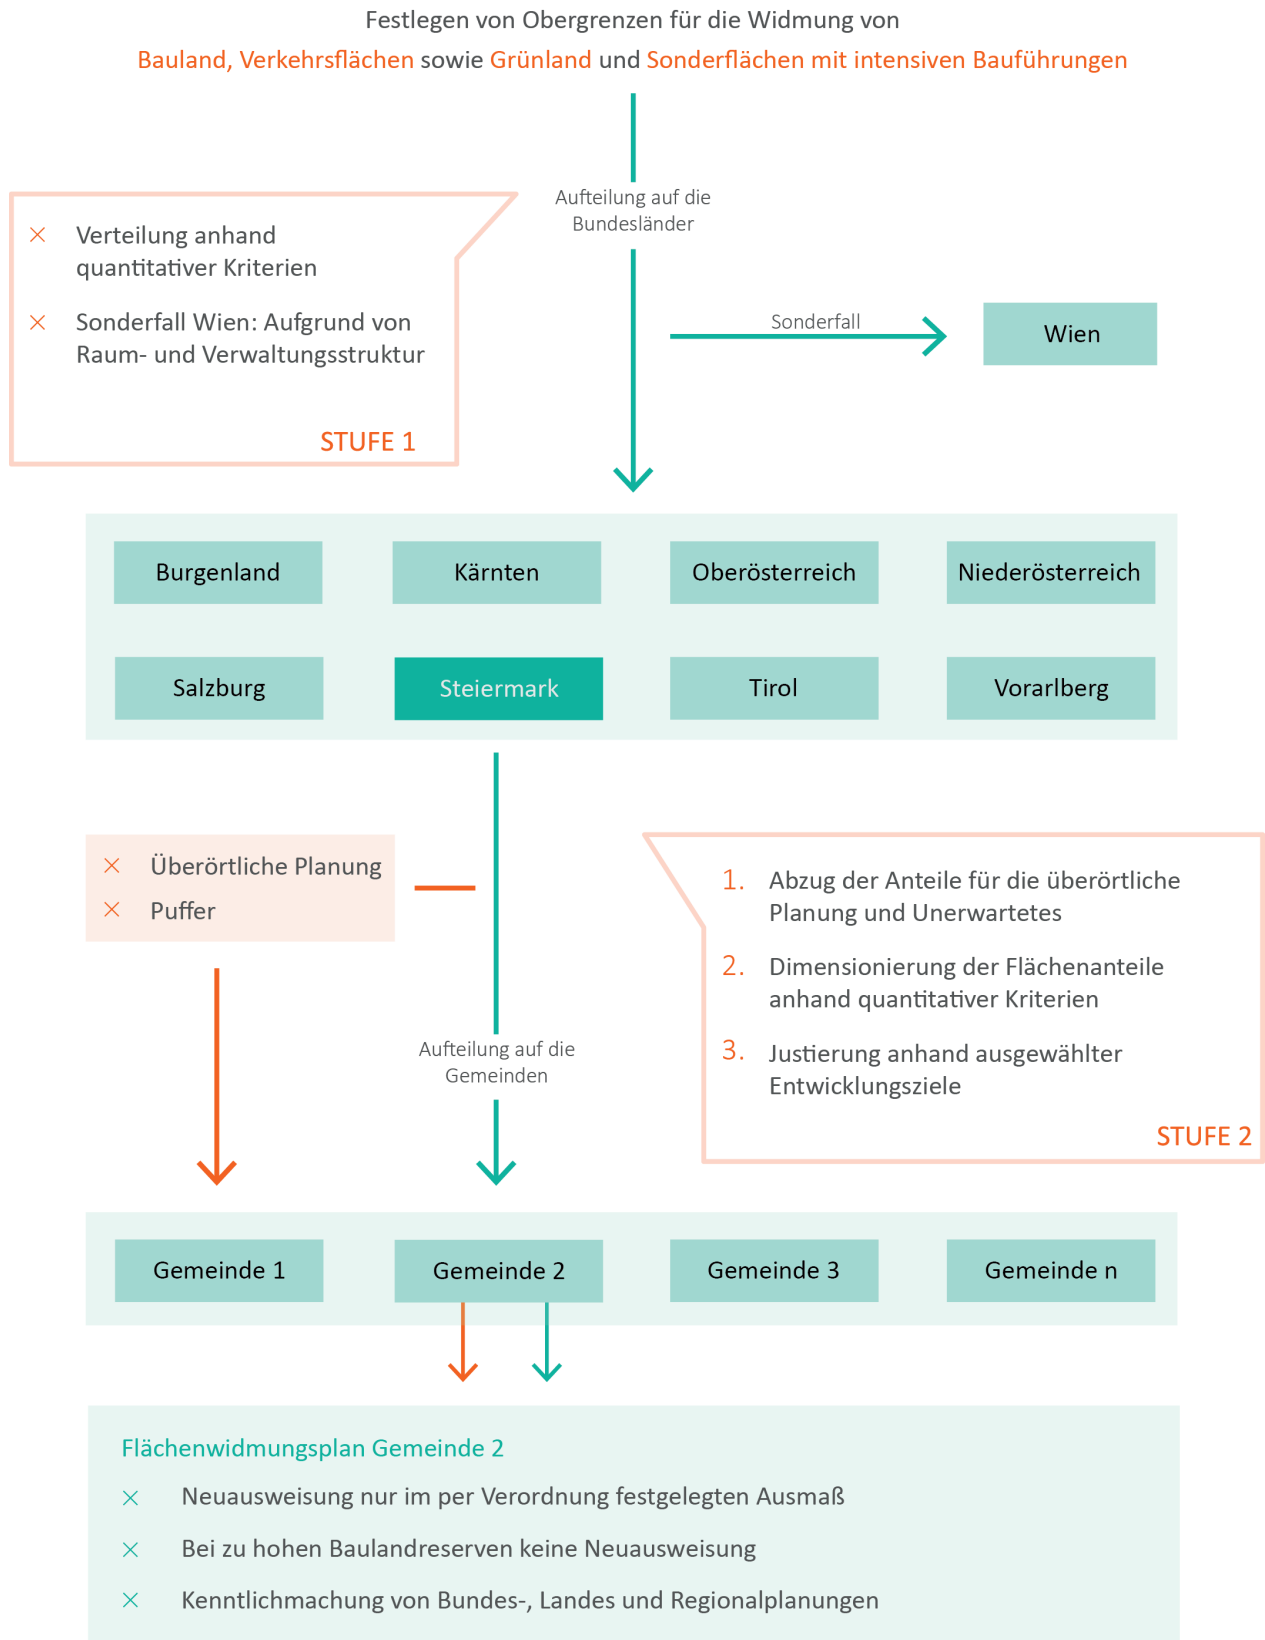 Festlegen von Obergrenzen für die Widmung von
Bauland, Verkehrsflächen sowie Grünland und Sonderflächen mit intensiven Bauführungen
Aufteilung auf die
Bundesländer
× Verteilung anhand
quantitativer Kriterien
× Sonderfall Wien: Aufgrund von
Raum- und Verwaltungsstruktur
STUFE 1
Sonderfall
Wien
Burgenland
Kärnten
Oberösterreich
Niederösterreich
Salzburg
Steiermark
Tirol
Vorarlberg
× Überörtliche Planung
× Puffer
1. Abzug der Anteile für die überörtliche
Planung und Unerwartetes
2. Dimensionierung der Flächenanteile
anhand quantitativer Kriterien
3. Justierung anhand ausgewählter
Entwicklungsziele
STUFE 2
Aufteilung auf die
Gemeinden
Gemeinde 1
Gemeinde 2
Gemeinde 3
Gemeinde n
Flächenwidmungsplan Gemeinde 2
× Neuausweisung nur im per Verordnung festgelegten Ausmaß
× Bei zu hohen Baulandreserven keine Neuausweisung
× Kenntlichmachung von Bundes-, Landes und Regionalplanungen